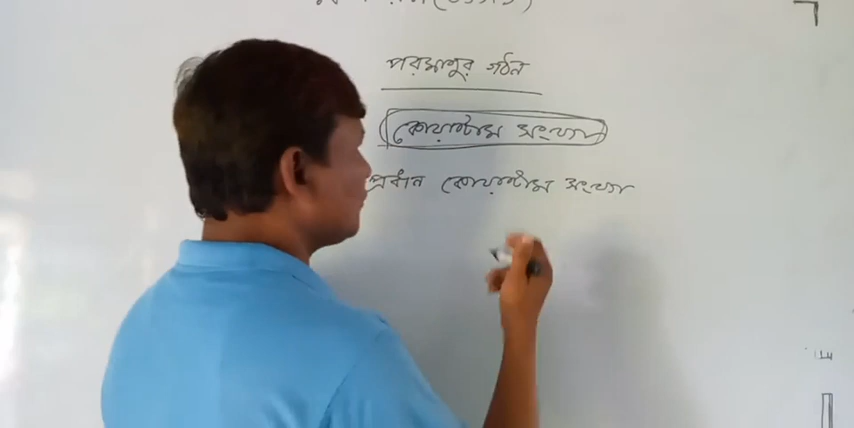 পরমাণুর গঠন
কোয়ান্টাম সংখ্যা
প্রধান কোয়ান্টাম সংখ্যা